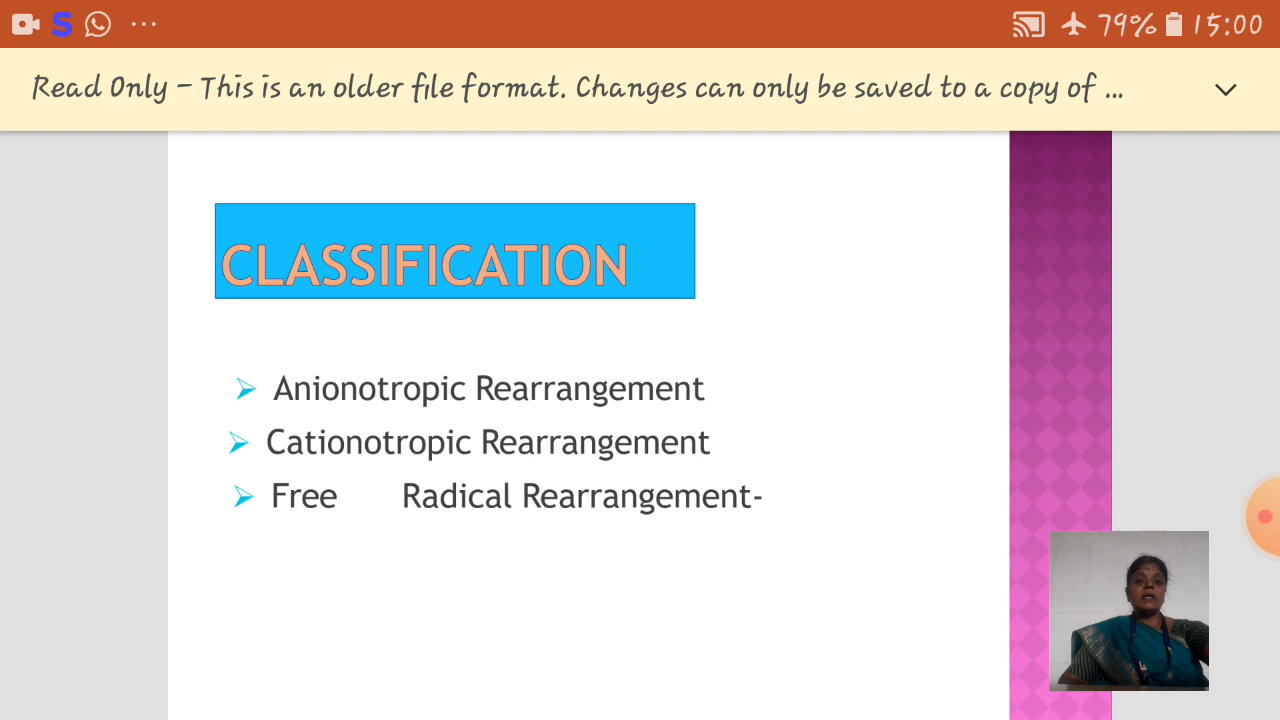 S ... 79% 15:00
Read Only – This is an older file format. Changes can only be saved to a copy of ...
CLASSIFICATION
Anionotropic Rearrangement
Cationotropic Rearrangement
Free Radical Rearrangement-